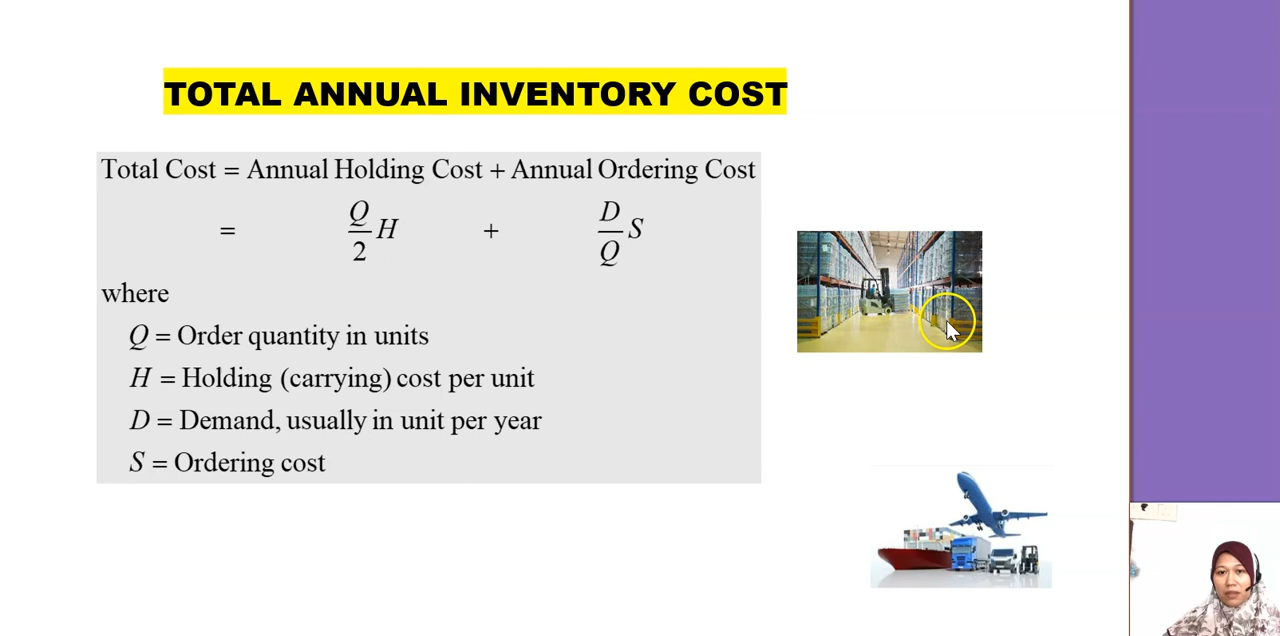 TOTAL ANNUAL INVENTORY COST
Total Cost = Annual Holding Cost + Annual Ordering Cost
= Q/2 H + D/Q S
where
Q = Order quantity in units
H = Holding (carrying) cost per unit
D = Demand, usually in unit per year
S = Ordering cost